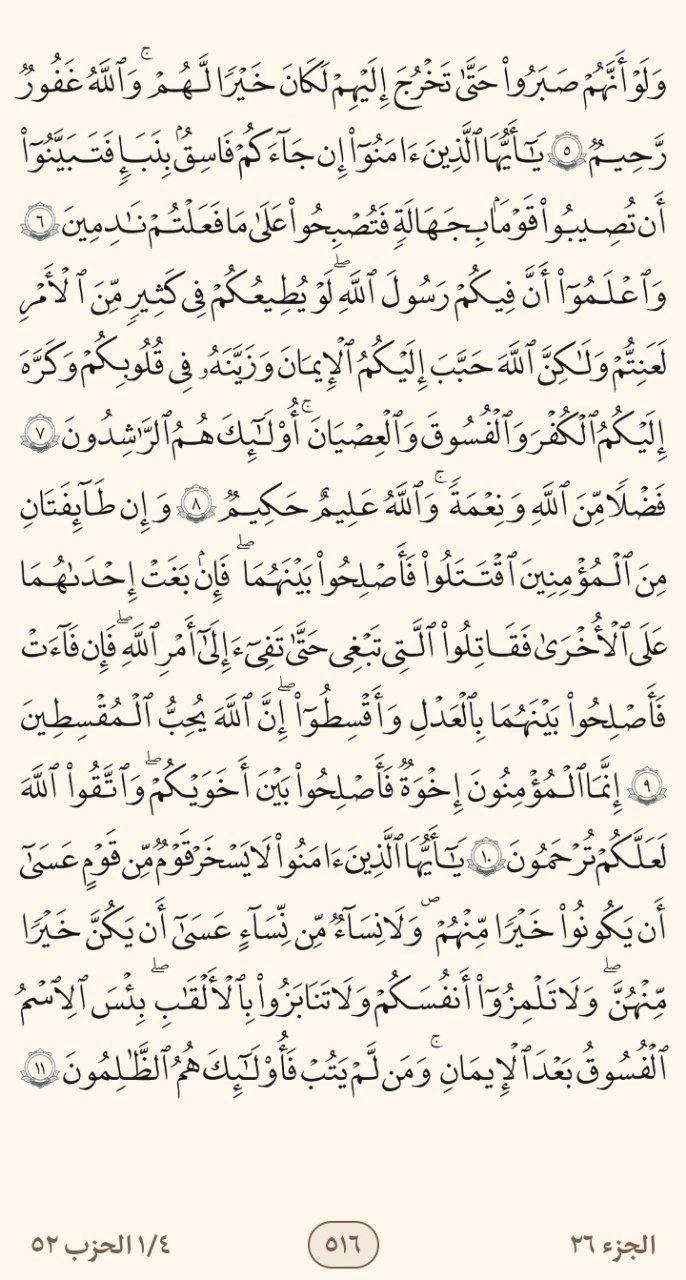 وَلَوْ أَنَّهُمْ صَبَرُوا۟ حَتَّىٰ تَخْرُجَ إِلَيْهِمْ لَكَانَ خَيْرًا لَّهُمْ ۚ وَٱللَّهُ غَفُورٌ
رَّحِيمٌ ٥ يَـٰٓأَيُّهَا ٱلَّذِينَ ءَامَنُوٓا۟ إِن جَآءَكُمْ فَاسِقٌۢ بِنَبَإٍ فَتَبَيَّنُوٓا۟
أَن تُصِيبُوا۟ قَوْمًۢا بِجَهَـٰلَةٍ فَتُصْبِحُوا۟ عَلَىٰ مَا فَعَلْتُمْ نَـٰدِمِينَ ٦
وَٱعْلَمُوٓا۟ أَنَّ فِيكُمْ رَسُولَ ٱللَّهِ ۖ لَوْ يُطِيعُكُمْ فِى كَثِيرٍ مِّنَ ٱلْأَمْرِ
لَعَنِتُّمْ وَلَـٰكِنَّ ٱللَّهَ حَبَّبَ إِلَيْكُمُ ٱلْإِيمَـٰنَ وَزَيَّنَهُۥ فِى قُلُوبِكُمْ وَكَرَّهَ
إِلَيْكُمُ ٱلْكُفْرَ وَٱلْفُسُوقَ وَٱلْعِصْيَانَ ۚ أُو۟لَـٰٓئِكَ هُمُ ٱلرَّٰشِدُونَ ٧
فَضْلًا مِّنَ ٱللَّهِ وَنِعْمَةً ۚ وَٱللَّهُ عَلِيمٌ حَكِيمٌ ٨ وَإِن طَآئِفَتَانِ
مِنَ ٱلْمُؤْمِنِينَ ٱقْتَتَلُوا۟ فَأَصْلِحُوا۟ بَيْنَهُمَا ۖ فَإِنۢ بَغَتْ إِحْدَىٰهُمَا
عَلَى ٱلْأُخْرَىٰ فَقَـٰتِلُوا۟ ٱلَّتِى تَبْغِى حَتَّىٰ تَفِىٓءَ إِلَىٰٓ أَمْرِ ٱللَّهِ ۚ فَإِن فَآءَتْ
فَأَصْلِحُوا۟ بَيْنَهُمَا بِٱلْعَدْلِ وَأَقْسِطُوٓا۟ ۖ إِنَّ ٱللَّهَ يُحِبُّ ٱلْمُقْسِطِينَ
٩ إِنَّمَا ٱلْمُؤْمِنُونَ إِخْوَةٌ فَأَصْلِحُوا۟ بَيْنَ أَخَوَيْكُمْ ۖ وَٱتَّقُوا۟ ٱللَّهَ
لَعَلَّكُمْ تُرْحَمُونَ ١٠ يَـٰٓأَيُّهَا ٱلَّذِينَ ءَامَنُوا۟ لَا يَسْخَرْ قَوْمٌ مِّن قَوْمٍ عَسَىٰٓ
أَن يَكُونُوا۟ خَيْرًا مِّنْهُمْ ۖ وَلَا نِسَآءٌ مِّن نِّسَآءٍ عَسَىٰٓ أَن يَكُنَّ خَيْرًا
مِّنْهُنَّ ۖ وَلَا تَلْمِزُوٓا۟ أَنفُسَكُمْ وَلَا تَنَابَزُوا۟ بِٱلْأَلْقَـٰبِ ۖ بِئْسَ ٱلِٱسْمُ
ٱلْفُسُوقُ بَعْدَ ٱلْإِيمَـٰنِ ۚ وَمَن لَّمْ يَتُبْ فَأُو۟لَـٰٓئِكَ هُمُ ٱلظَّـٰلِمُونَ ١١
الجزء ٢٦ ٥١٦ ١/٤ الحزب ٥٢